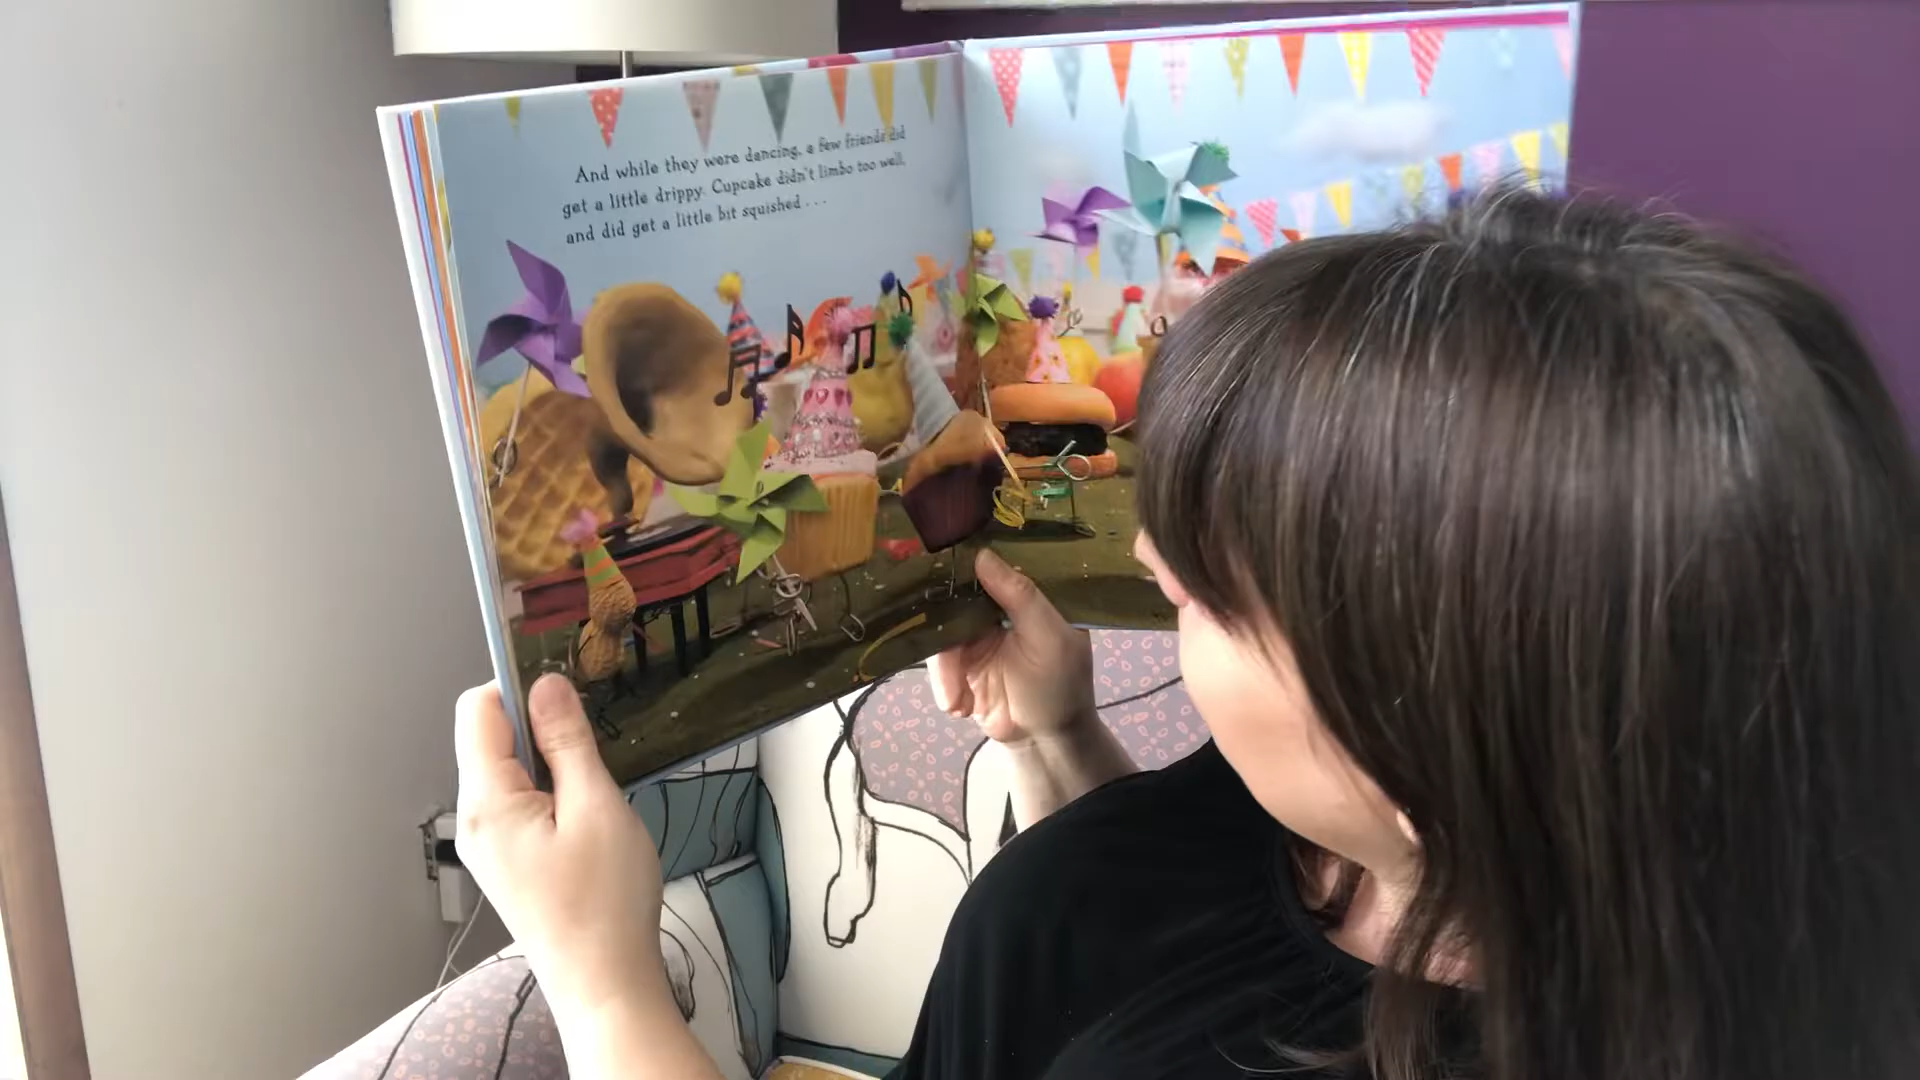 And while they were dancing, a few friends did
get a little drippy. Cupcake didn't limbo too well,
and did get a little bit squished . . .